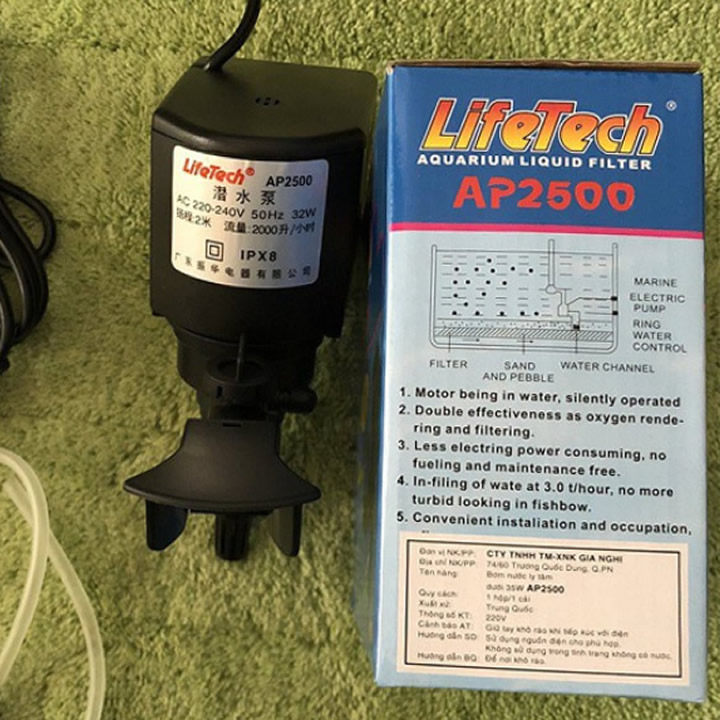 LifeTech® AP2500
潜水泵
AC 220-240V 50Hz 32W
扬程:2米 流量:2000升/小时
IPX8
广东振华电器有限公司
LifeTech®
AQUARIUM LIQUID FILTER
AP2500
MARINE
ELECTRIC
PUMP
RING
WATER
CONTROL
FILTER
SAND
AND PEBBLE
WATER CHANNEL
1. Motor being in water, silently operated
2. Double effectiveness as oxygen rende-
ring and filtering.
3. Less electring power consuming, no
fueling and maintenance free.
4. In-filing of wate at 3.0 t/hour, no more
turbid looking in fishbow.
5. Convenient instaliation and occupation,
Đơn vị NK/PP: CTY TNHH TM-XNK GIA NGHI
Địa chỉ NK/PP: 74/60 Trương Quốc Dung, Q.PN
Tên hàng: Bơm nước ly tâm
dưới 35W AP2500
Quy cách: 1 hộp/1 cái
Xuất xứ: Trung Quốc
Thông số KT: 220V
Cảnh báo AT: Giữ tay khô ráo khi tiếp xúc với điện
Hướng dẫn SD: Sử dụng nguồn điện cho phù hợp.
Không sử dụng trong tình trạng không có nước.
Hướng dẫn BQ: Để nơi khô ráo.